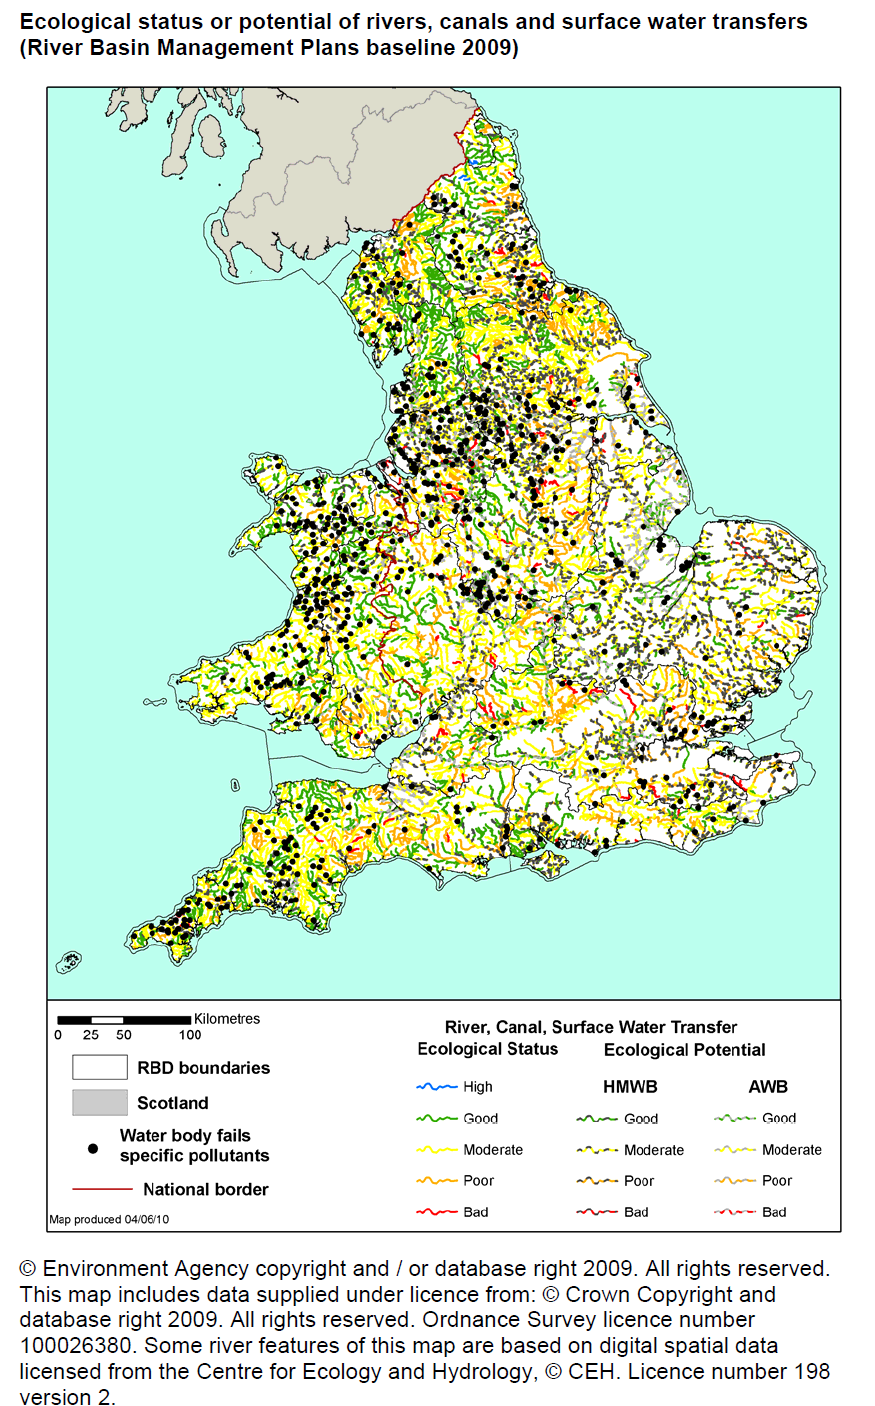 Ecological status or potential of rivers, canals and surface water transfers
(River Basin Management Plans baseline 2009)
Kilometres
0 25 50 100
RBD boundaries
Scotland
Water body fails
specific pollutants
National border
Map produced 04/06/10
River, Canal, Surface Water Transfer
Ecological Status Ecological Potential
High HMWB AWB
Good Good Good
Moderate Moderate Moderate
Poor Poor Poor
Bad Bad Bad
© Environment Agency copyright and / or database right 2009. All rights reserved.
This map includes data supplied under licence from: © Crown Copyright and
database right 2009. All rights reserved. Ordnance Survey licence number
100026380. Some river features of this map are based on digital spatial data
licensed from the Centre for Ecology and Hydrology, © CEH. Licence number 198
version 2.